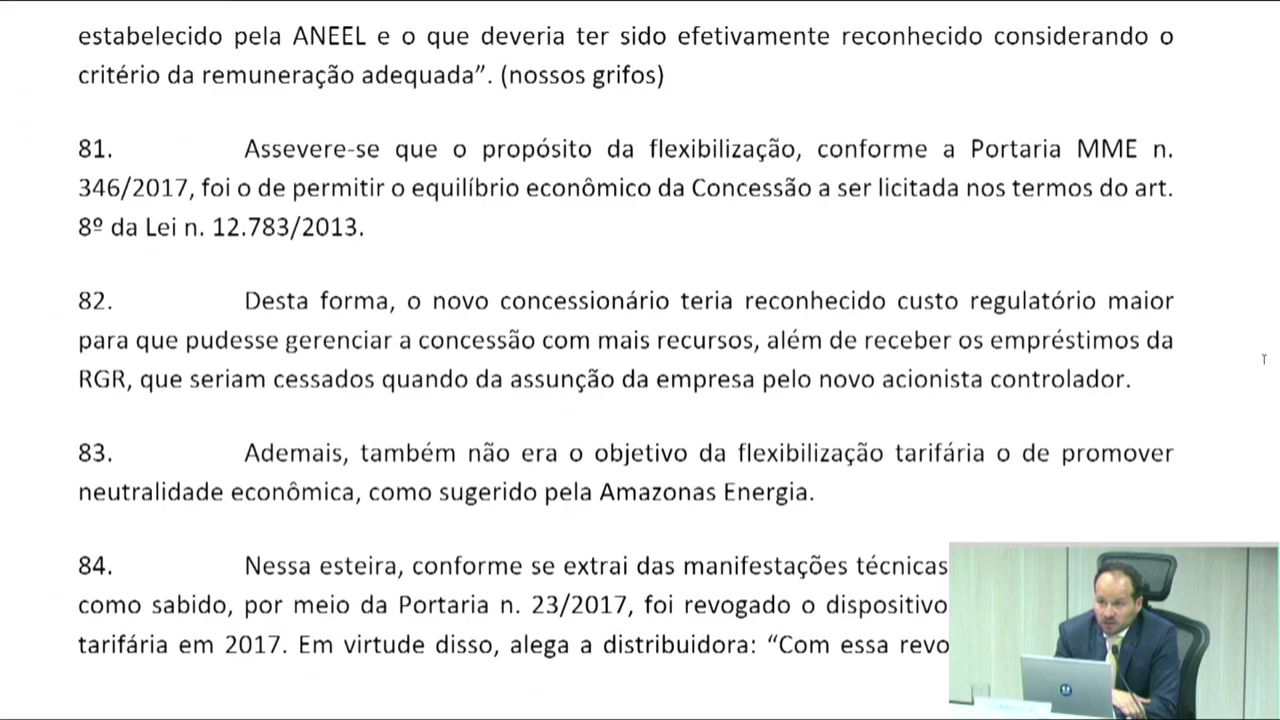 estabelecido pela ANEEL e o que deveria ter sido efetivamente reconhecido considerando o
critério da remuneração adequada”. (nossos grifos)
81. Assevere-se que o propósito da flexibilização, conforme a Portaria MME n.
346/2017, foi o de permitir o equilíbrio econômico da Concessão a ser licitada nos termos do art.
8º da Lei n. 12.783/2013.
82. Desta forma, o novo concessionário teria reconhecido custo regulatório maior
para que pudesse gerenciar a concessão com mais recursos, além de receber os empréstimos da
RGR, que seriam cessados quando da assunção da empresa pelo novo acionista controlador.
83. Ademais, também não era o objetivo da flexibilização tarifária o de promover
neutralidade econômica, como sugerido pela Amazonas Energia.
84. Nessa esteira, conforme se extrai das manifestações técnicas
como sabido, por meio da Portaria n. 23/2017, foi revogado o dispositivo
tarifária em 2017. Em virtude disso, alega a distribuidora: “Com essa revo